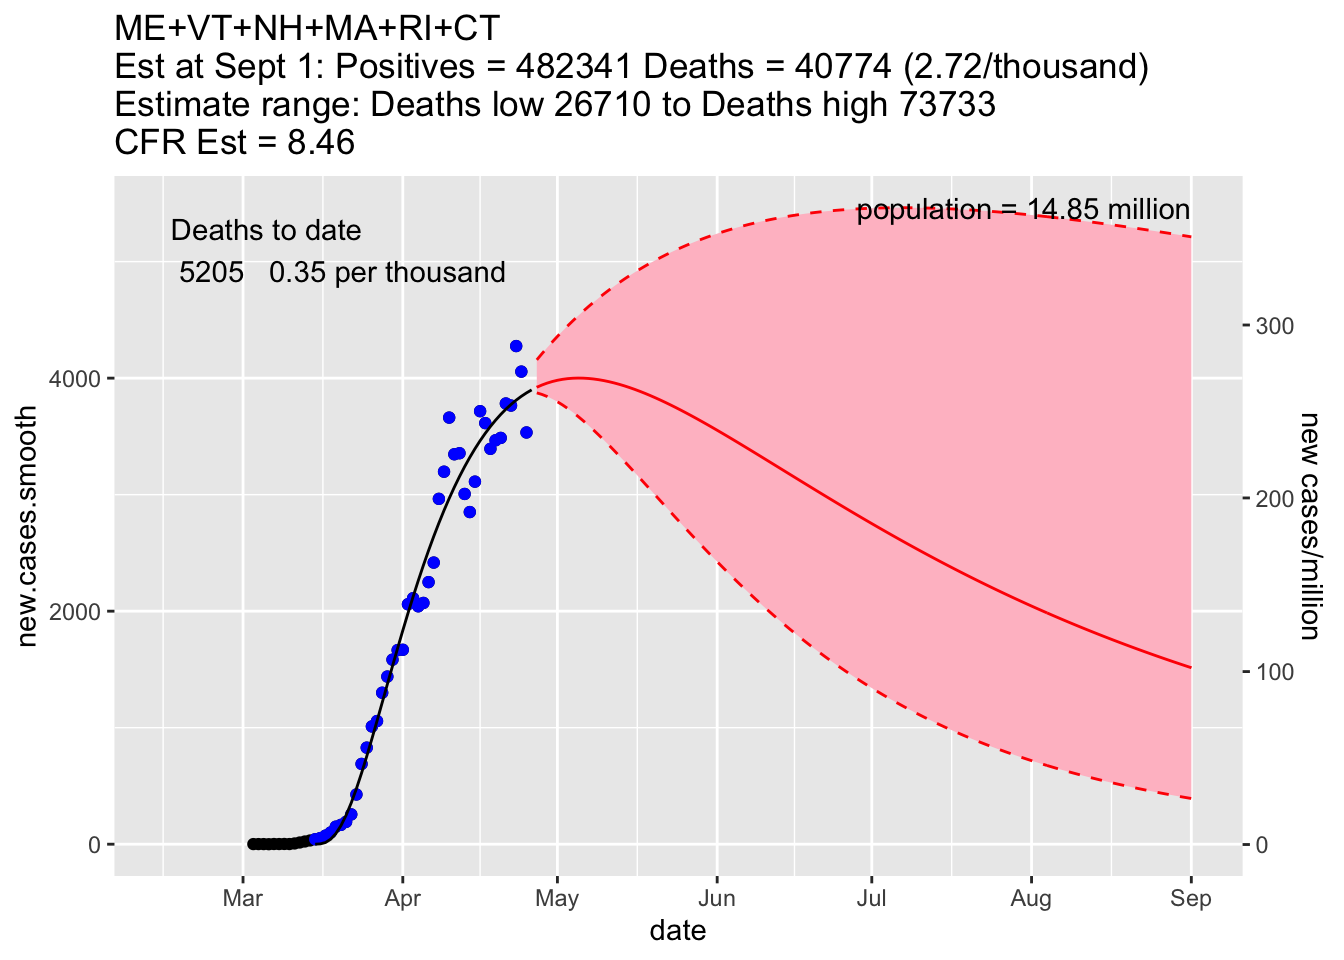 ME+VT+NH+MA+RI+CT
Est at Sept 1: Positives = 482341 Deaths = 40774 (2.72/thousand)
Estimate range: Deaths low 26710 to Deaths high 73733
CFR Est = 8.46
population = 14.85 million
Deaths to date
5205 0.35 per thousand
new.cases.smooth
4000
2000
0
300
200
100
0
new cases/million
Mar Apr May Jun Jul Aug Sep
date